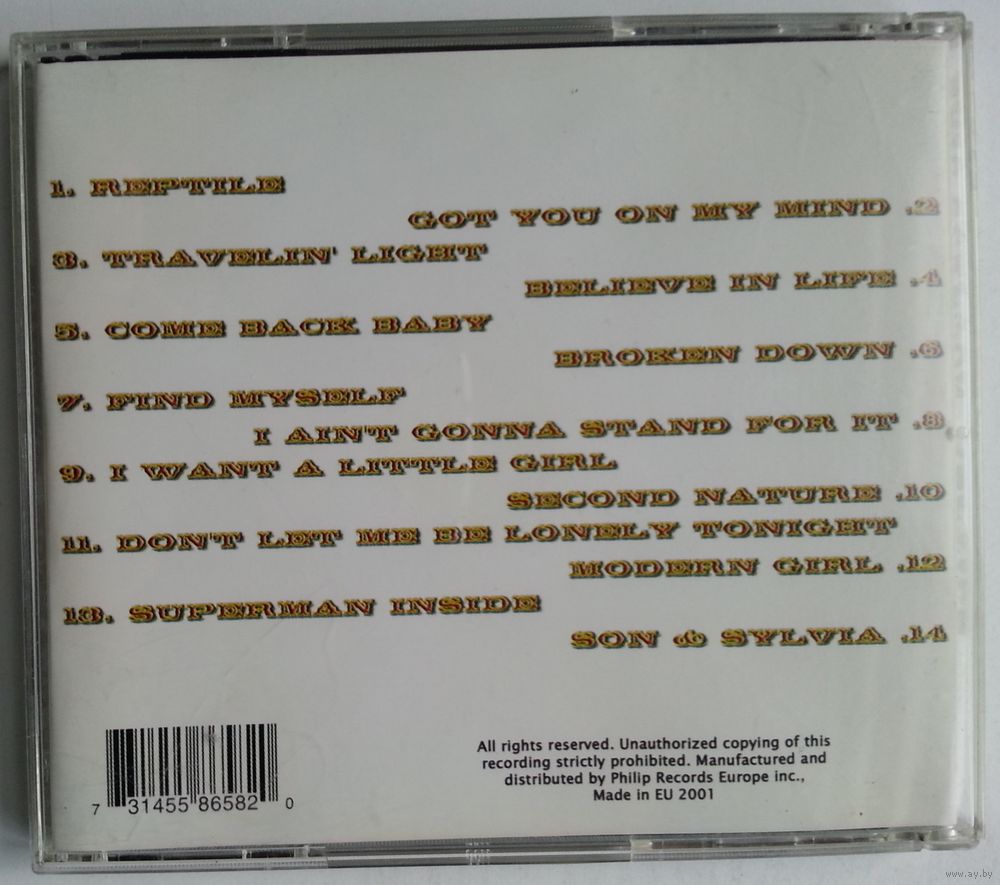 1. REPTILE
GOT YOU ON MY MIND .2
3. TRAVELIN' LIGHT
BELIEVE IN LIFE .4
5. COME BACK BABY
BROKEN DOWN .6
7. FIND MYSELF
I AIN'T GONNA STAND FOR IT .8
9. I WANT A LITTLE GIRL
SECOND NATURE .10
11. DON'T LET ME BE LONELY TONIGHT
MODERN GIRL .12
13. SUPERMAN INSIDE
SON & SYLVIA .14
All rights reserved. Unauthorized copying of this
recording strictly prohibited. Manufactured and
distributed by Philip Records Europe inc.,
Made in EU 2001
7 31455 86582 0
www.ay.by